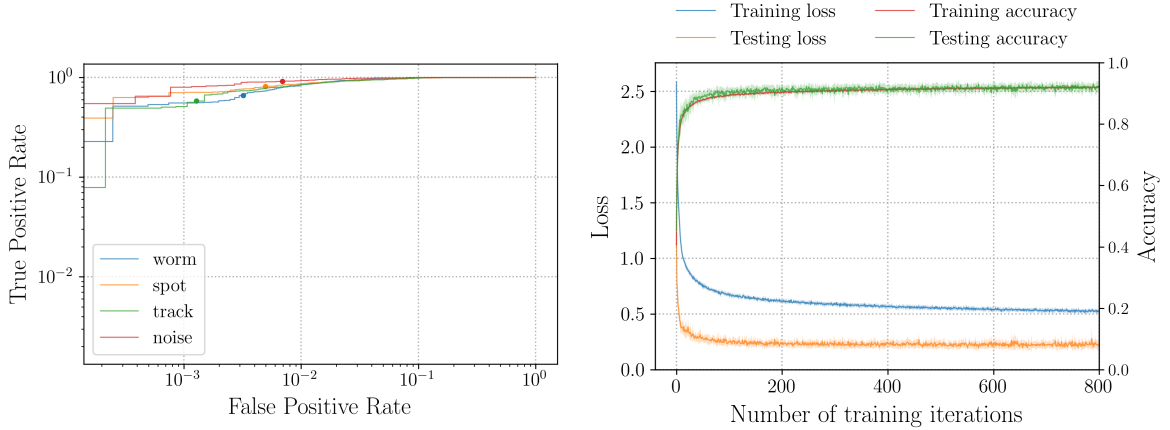 Training loss
Training accuracy
Testing loss
Testing accuracy
10^0
10^{-1}
10^{-2}
True Positive Rate
worm
spot
track
noise
10^{-3}
10^{-2}
10^{-1}
10^0
False Positive Rate
2.5
2.0
1.5
1.0
0.5
0.0
Loss
1.0
0.8
0.6
0.4
0.2
0.0
Accuracy
0
200
400
600
800
Number of training iterations